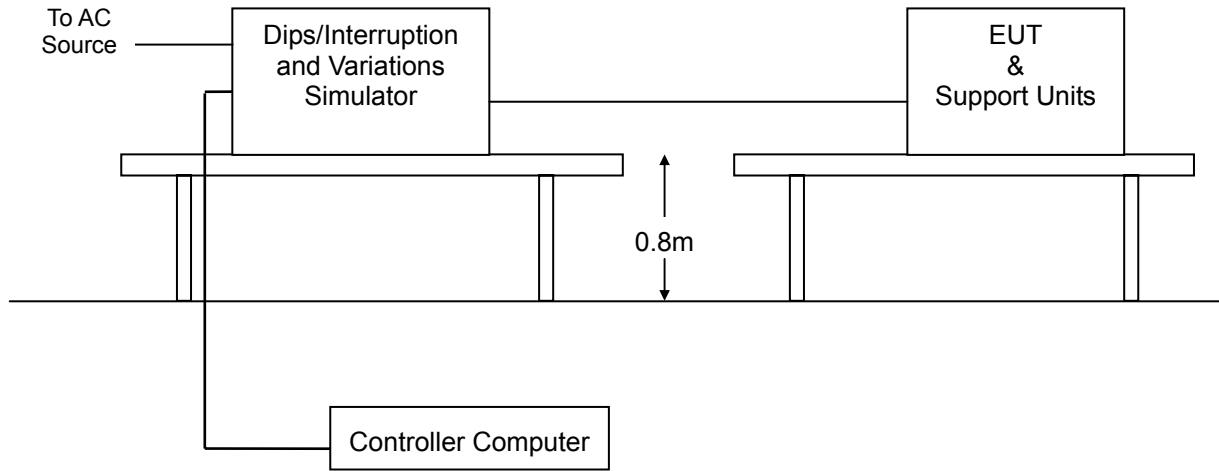 To AC
Source
Dips/Interruption
and Variations
Simulator
EUT
&
Support Units
0.8m
Controller Computer